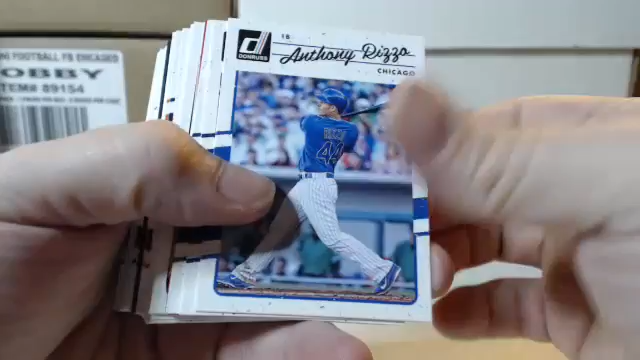 1B
Anthony Rizzo
DONRUSS
CHICAGO
44
FOOTBALL FB ENCASED
OBBY
TEM# 89154